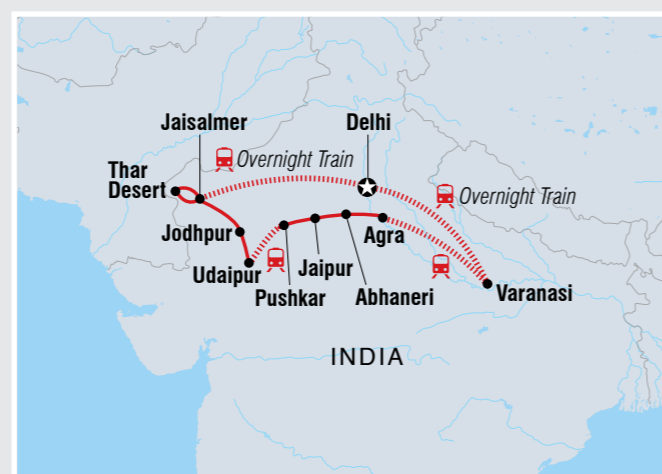 Jaisalmer
Delhi
Overnight Train
Thar
Desert
Overnight Train
Jodhpur
Agra
Udaipur
Jaipur
Pushkar
Abhaneri
Varanasi
INDIA